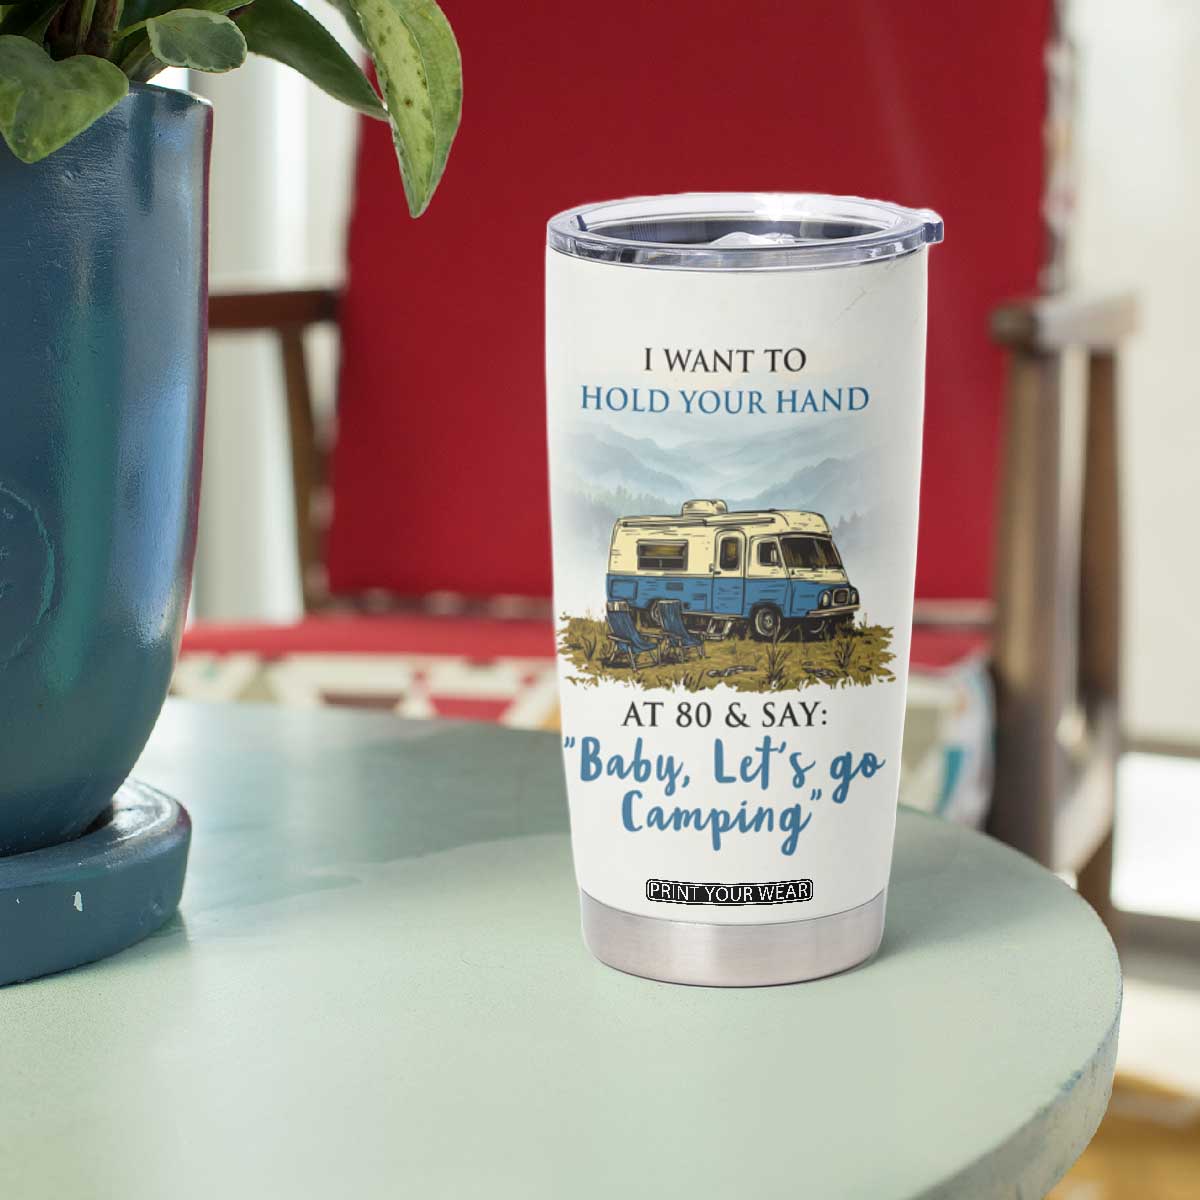 I WANT TO
HOLD YOUR HAND
AT 80 & SAY:
"Baby, Let's go
Camping"
PRINT YOUR WEAR